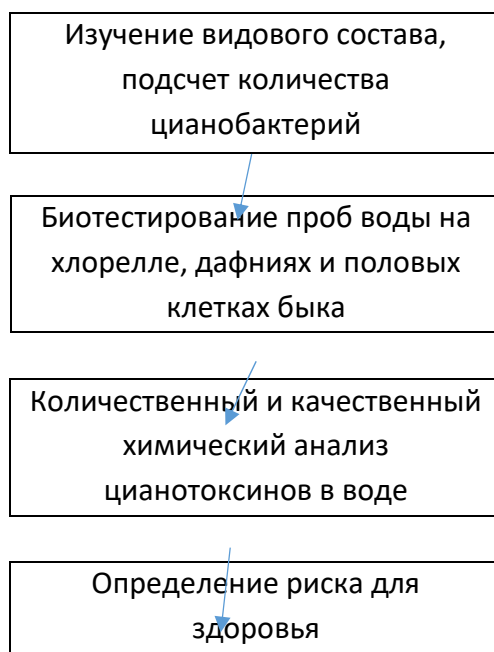 Изучение видового состава,
подсчет количества
цианобактерий
Биотестирование проб воды на
хлорелле, дафниях и половых
клетках быка
Количественный и качественный
химический анализ
цианотоксинов в воде
Определение риска для
здоровья